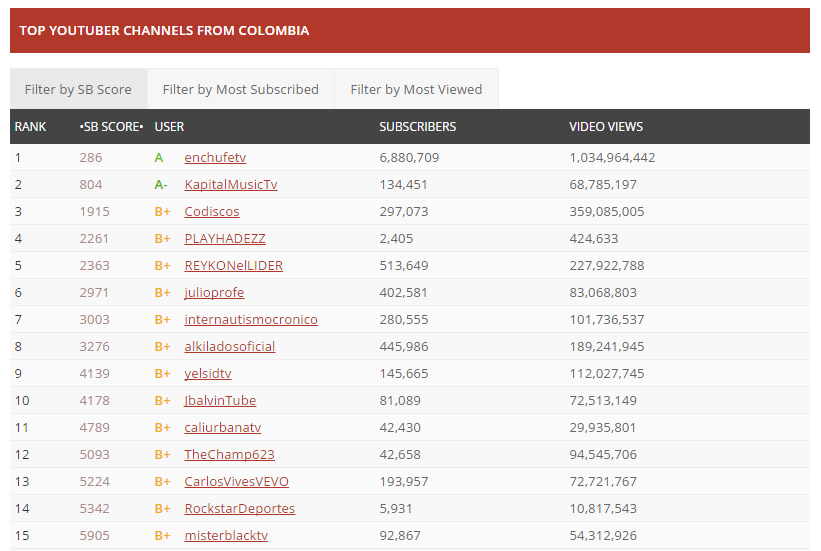 TOP YOUTUBER CHANNELS FROM COLOMBIA
Filter by SB Score Filter by Most Subscribed Filter by Most Viewed
RANK •SB SCORE• USER SUBSCRIBERS VIDEO VIEWS
1 286 A enchufetv 6,880,709 1,034,964,442
2 804 A- KapitalMusicTv 134,451 68,785,197
3 1915 B+ Codiscos 297,073 359,085,005
4 2261 B+ PLAYHADEZZ 2,405 424,633
5 2363 B+ REYKONelLIDER 513,649 227,922,788
6 2971 B+ julioprofe 402,581 83,068,803
7 3003 B+ internautismocronico 280,555 101,736,537
8 3276 B+ alkiladosoficial 445,986 189,241,945
9 4139 B+ yelsidtv 145,665 112,027,745
10 4178 B+ JbalvinTube 81,089 72,513,149
11 4789 B+ caliurbanatv 42,430 29,935,801
12 5093 B+ TheChamp623 42,658 94,545,706
13 5224 B+ CarlosVivesVEVO 193,957 72,721,767
14 5342 B+ RockstarDeportes 5,931 10,817,543
15 5905 B+ misterblacktv 92,867 54,312,926